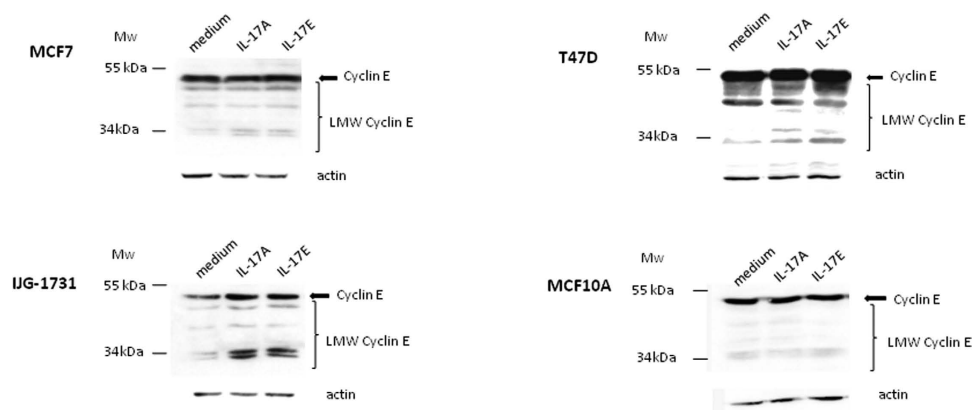 MCF7
Mw
medium
IL-17A
IL-17E
55 kDa
Cyclin E
LMW Cyclin E
34kDa
actin
T47D
Mw
medium
IL-17A
IL-17E
55 kDa
Cyclin E
LMW Cyclin E
34kDa
actin
IJG-1731
Mw
medium
IL-17A
IL-17E
55 kDa
Cyclin E
LMW Cyclin E
34kDa
actin
MCF10A
Mw
medium
IL-17A
IL-17E
55 kDa
Cyclin E
LMW Cyclin E
34kDa
actin